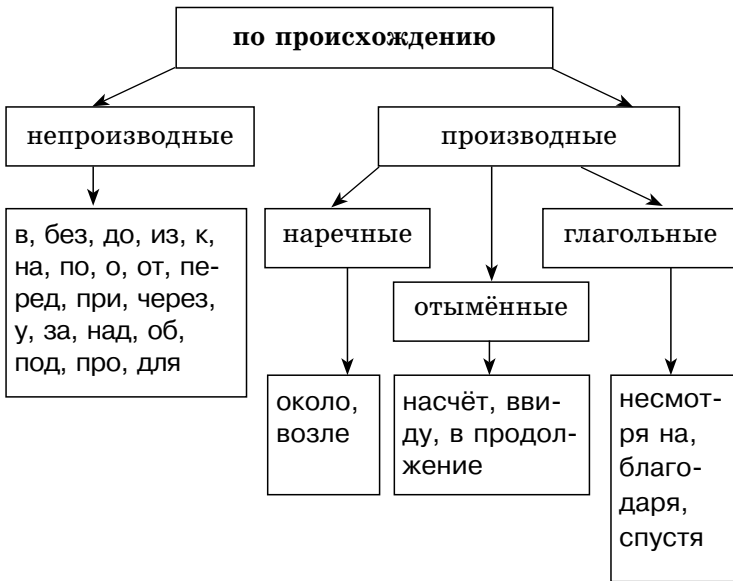 по происхождению
непроизводные
производные
в, без, до, из, к,
на, по, о, от, пе-
ред, при, через,
у, за, над, об,
под, про, для
наречные
глагольные
отымённые
около,
возле
насчёт, вви-
ду, в продол-
жение
несмот-
ря на,
благо-
даря,
спустя